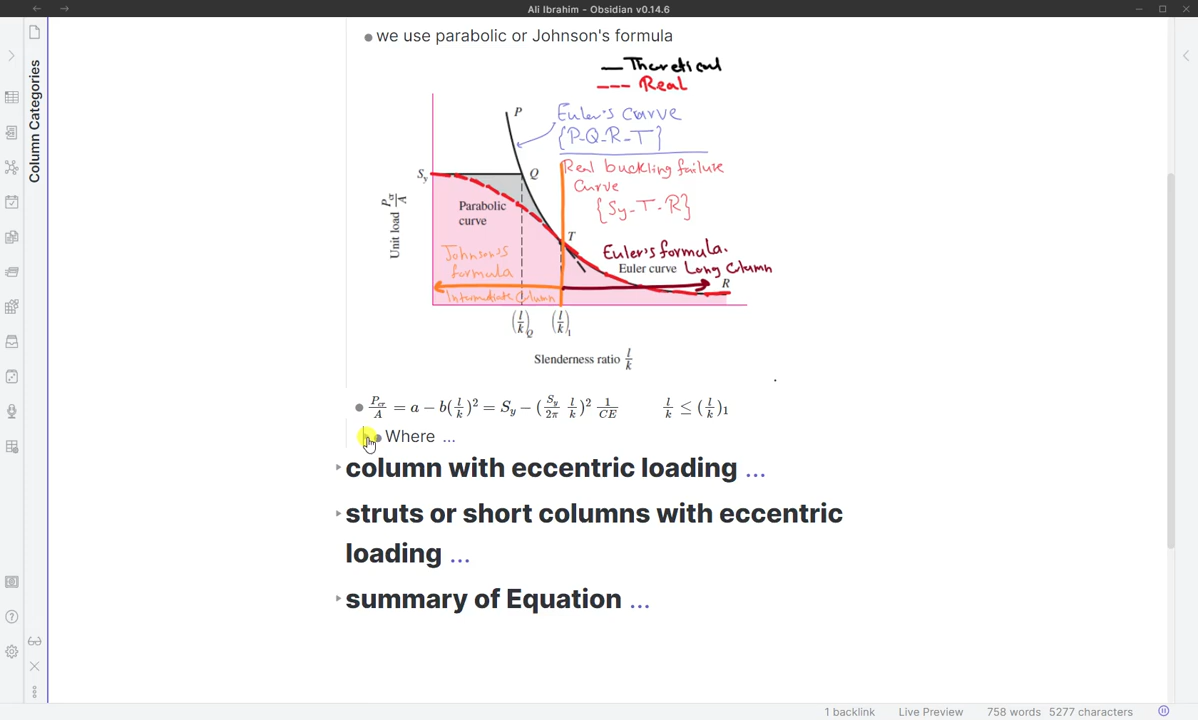 Ali Ibrahim - Obsidian v0.14.6
Column Categories
we use parabolic or Johnson's formula
— Theoretical
--- Real
P
Euler's curve
{P-Q-R-T}
Sy
Q
Real buckling failure
Curve
{Sy-T-R}
Unit load Pcr/A
Parabolic
curve
T
Johnson's
formula
Euler's formula.
Euler curve Long Column
R
Intermediate Column
(l/k)Q (l/k)1
Slenderness ratio l/k
Pcr/A = a − b(l/k)² = Sy − (Sy/2π l/k)² 1/CE l/k ≤ (l/k)1
Where ...
column with eccentric loading ...
struts or short columns with eccentric
loading ...
summary of Equation ...
1 backlink Live Preview 758 words 5277 characters